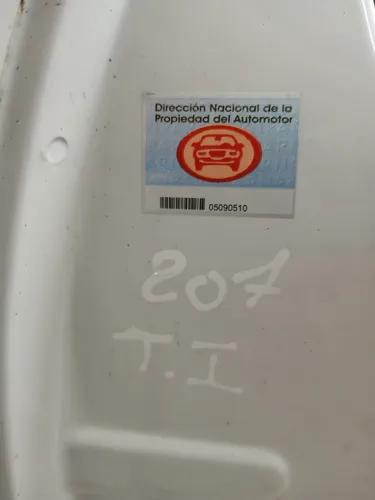 Dirección Nacional de la
Propiedad del Automotor
05090510
207
T.I